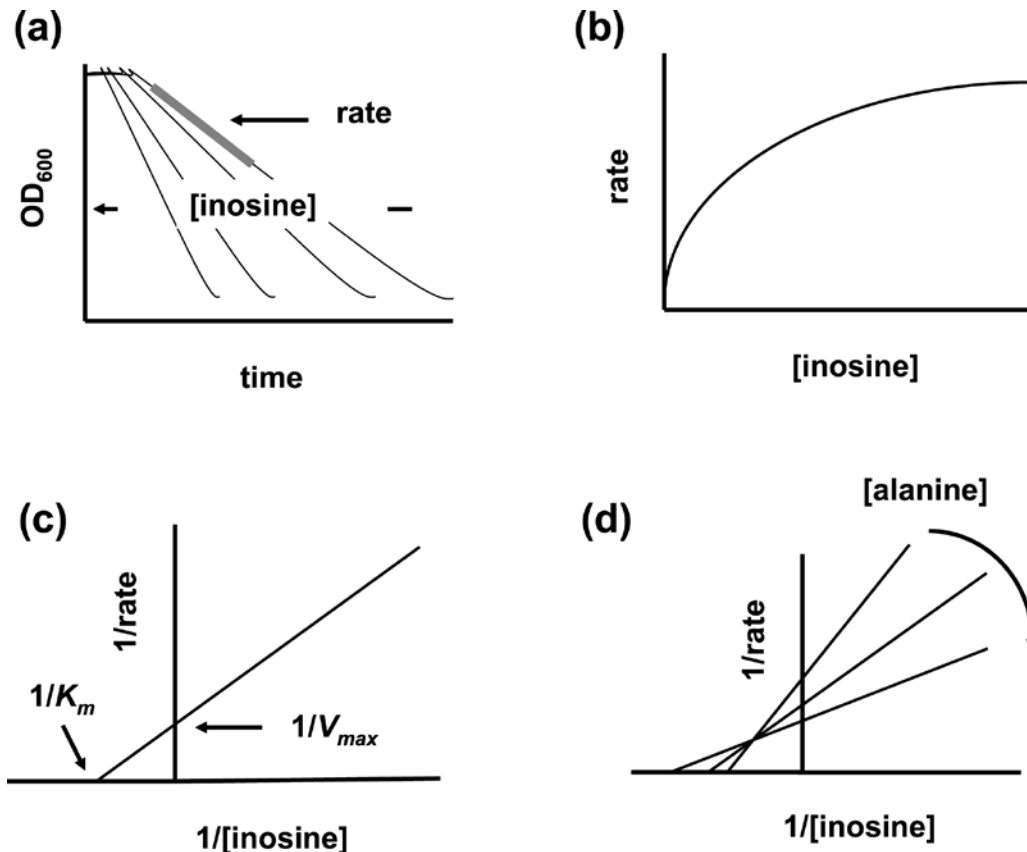 (a)
OD600
rate
[inosine]
time
(b)
rate
[inosine]
(c)
1/rate
1/Km
1/Vmax
1/[inosine]
(d)
[alanine]
1/rate
1/[inosine]